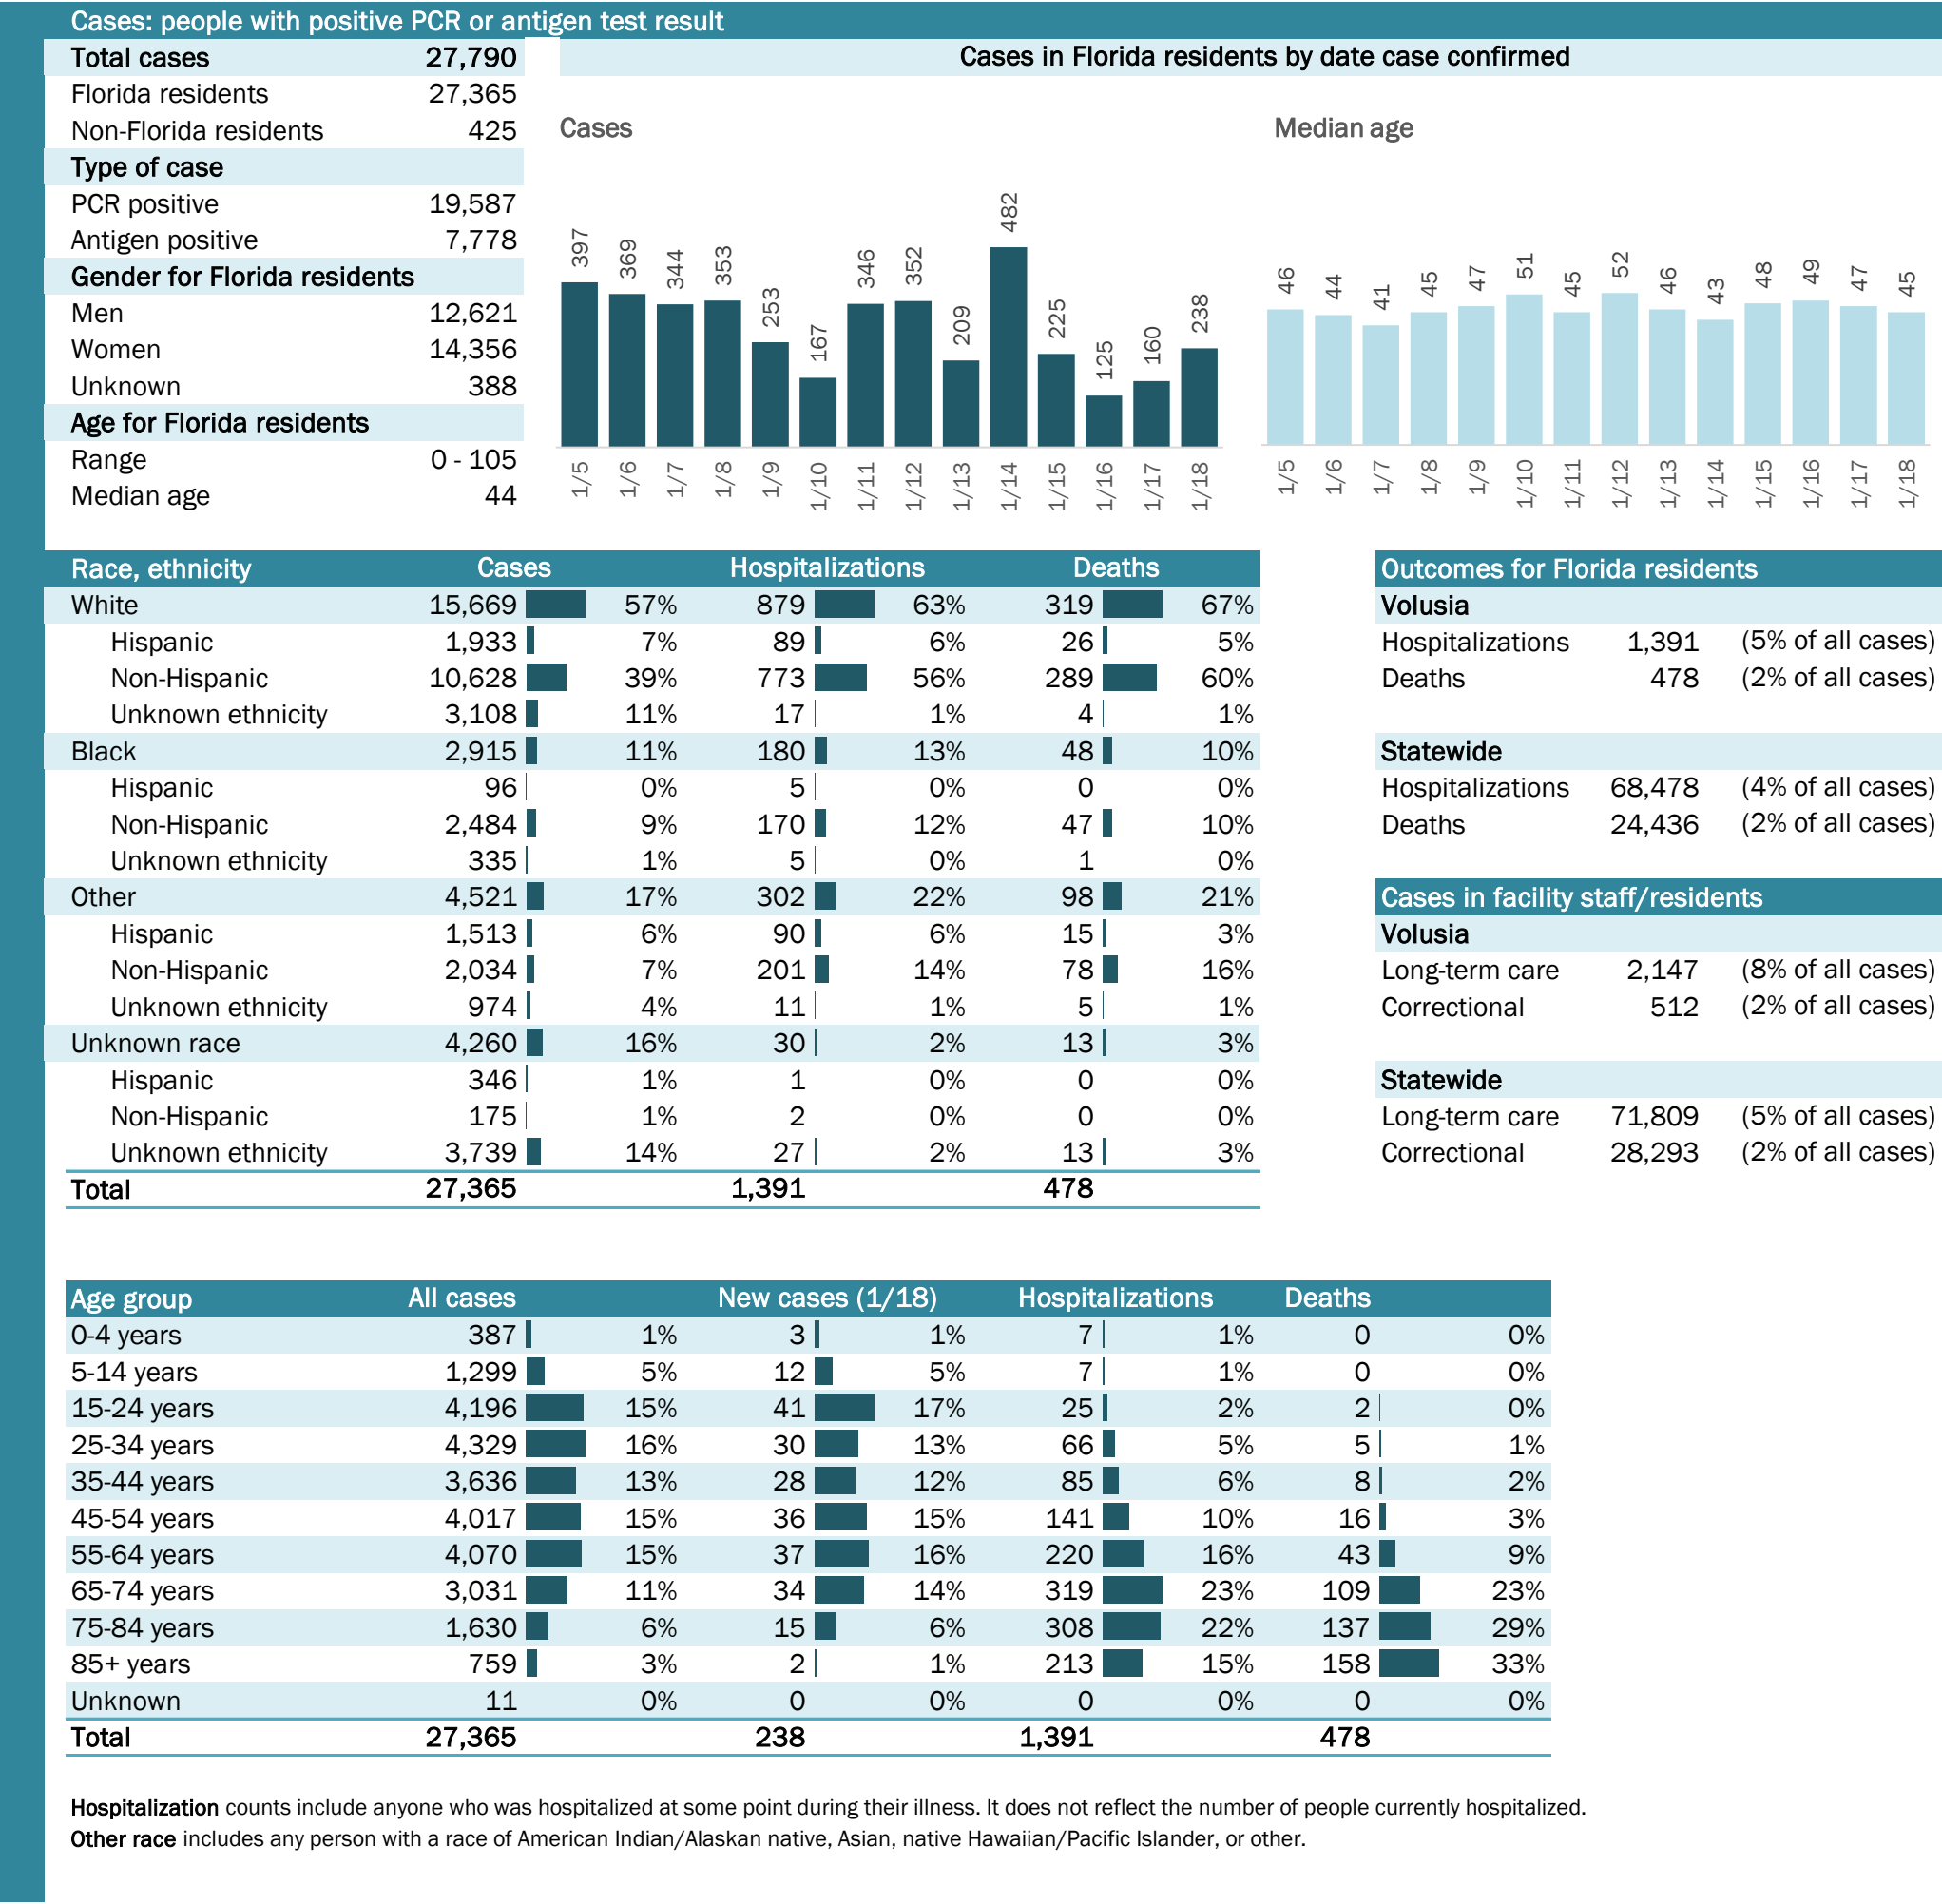 Cases: people with positive PCR or antigen test result
Total cases 27,790
Florida residents 27,365
Non-Florida residents 425
Type of case
PCR positive 19,587
Antigen positive 7,778
Gender for Florida residents
Men 12,621
Women 14,356
Unknown 388
Age for Florida residents
Range 0 - 105
Median age 44
Cases in Florida residents by date case confirmed
Cases
397 369 344 353 253 167 346 352 209 482 225 125 160 238
1/5 1/6 1/7 1/8 1/9 1/10 1/11 1/12 1/13 1/14 1/15 1/16 1/17 1/18
Median age
46 44 41 45 47 51 45 52 46 43 48 49 47 45
1/5 1/6 1/7 1/8 1/9 1/10 1/11 1/12 1/13 1/14 1/15 1/16 1/17 1/18
Race, ethnicity Cases Hospitalizations Deaths
White 15,669 57% 879 63% 319 67%
Hispanic 1,933 7% 89 6% 26 5%
Non-Hispanic 10,628 39% 773 56% 289 60%
Unknown ethnicity 3,108 11% 17 1% 4 1%
Black 2,915 11% 180 13% 48 10%
Hispanic 96 0% 5 0% 0 0%
Non-Hispanic 2,484 9% 170 12% 47 10%
Unknown ethnicity 335 1% 5 0% 1 0%
Other 4,521 17% 302 22% 98 21%
Hispanic 1,513 6% 90 6% 15 3%
Non-Hispanic 2,034 7% 201 14% 78 16%
Unknown ethnicity 974 4% 11 1% 5 1%
Unknown race 4,260 16% 30 2% 13 3%
Hispanic 346 1% 1 0% 0 0%
Non-Hispanic 175 1% 2 0% 0 0%
Unknown ethnicity 3,739 14% 27 2% 13 3%
Total 27,365 1,391 478
Outcomes for Florida residents
Volusia
Hospitalizations 1,391 (5% of all cases)
Deaths 478 (2% of all cases)
Statewide
Hospitalizations 68,478 (4% of all cases)
Deaths 24,436 (2% of all cases)
Cases in facility staff/residents
Volusia
Long-term care 2,147 (8% of all cases)
Correctional 512 (2% of all cases)
Statewide
Long-term care 71,809 (5% of all cases)
Correctional 28,293 (2% of all cases)
Age group All cases New cases (1/18) Hospitalizations Deaths
0-4 years 387 1% 3 1% 7 1% 0 0%
5-14 years 1,299 5% 12 5% 7 1% 0 0%
15-24 years 4,196 15% 41 17% 25 2% 2 0%
25-34 years 4,329 16% 30 13% 66 5% 5 1%
35-44 years 3,636 13% 28 12% 85 6% 8 2%
45-54 years 4,017 15% 36 15% 141 10% 16 3%
55-64 years 4,070 15% 37 16% 220 16% 43 9%
65-74 years 3,031 11% 34 14% 319 23% 109 23%
75-84 years 1,630 6% 15 6% 308 22% 137 29%
85+ years 759 3% 2 1% 213 15% 158 33%
Unknown 11 0% 0 0% 0 0% 0 0%
Total 27,365 238 1,391 478
Hospitalization counts include anyone who was hospitalized at some point during their illness. It does not reflect the number of people currently hospitalized.
Other race includes any person with a race of American Indian/Alaskan native, Asian, native Hawaiian/Pacific Islander, or other.